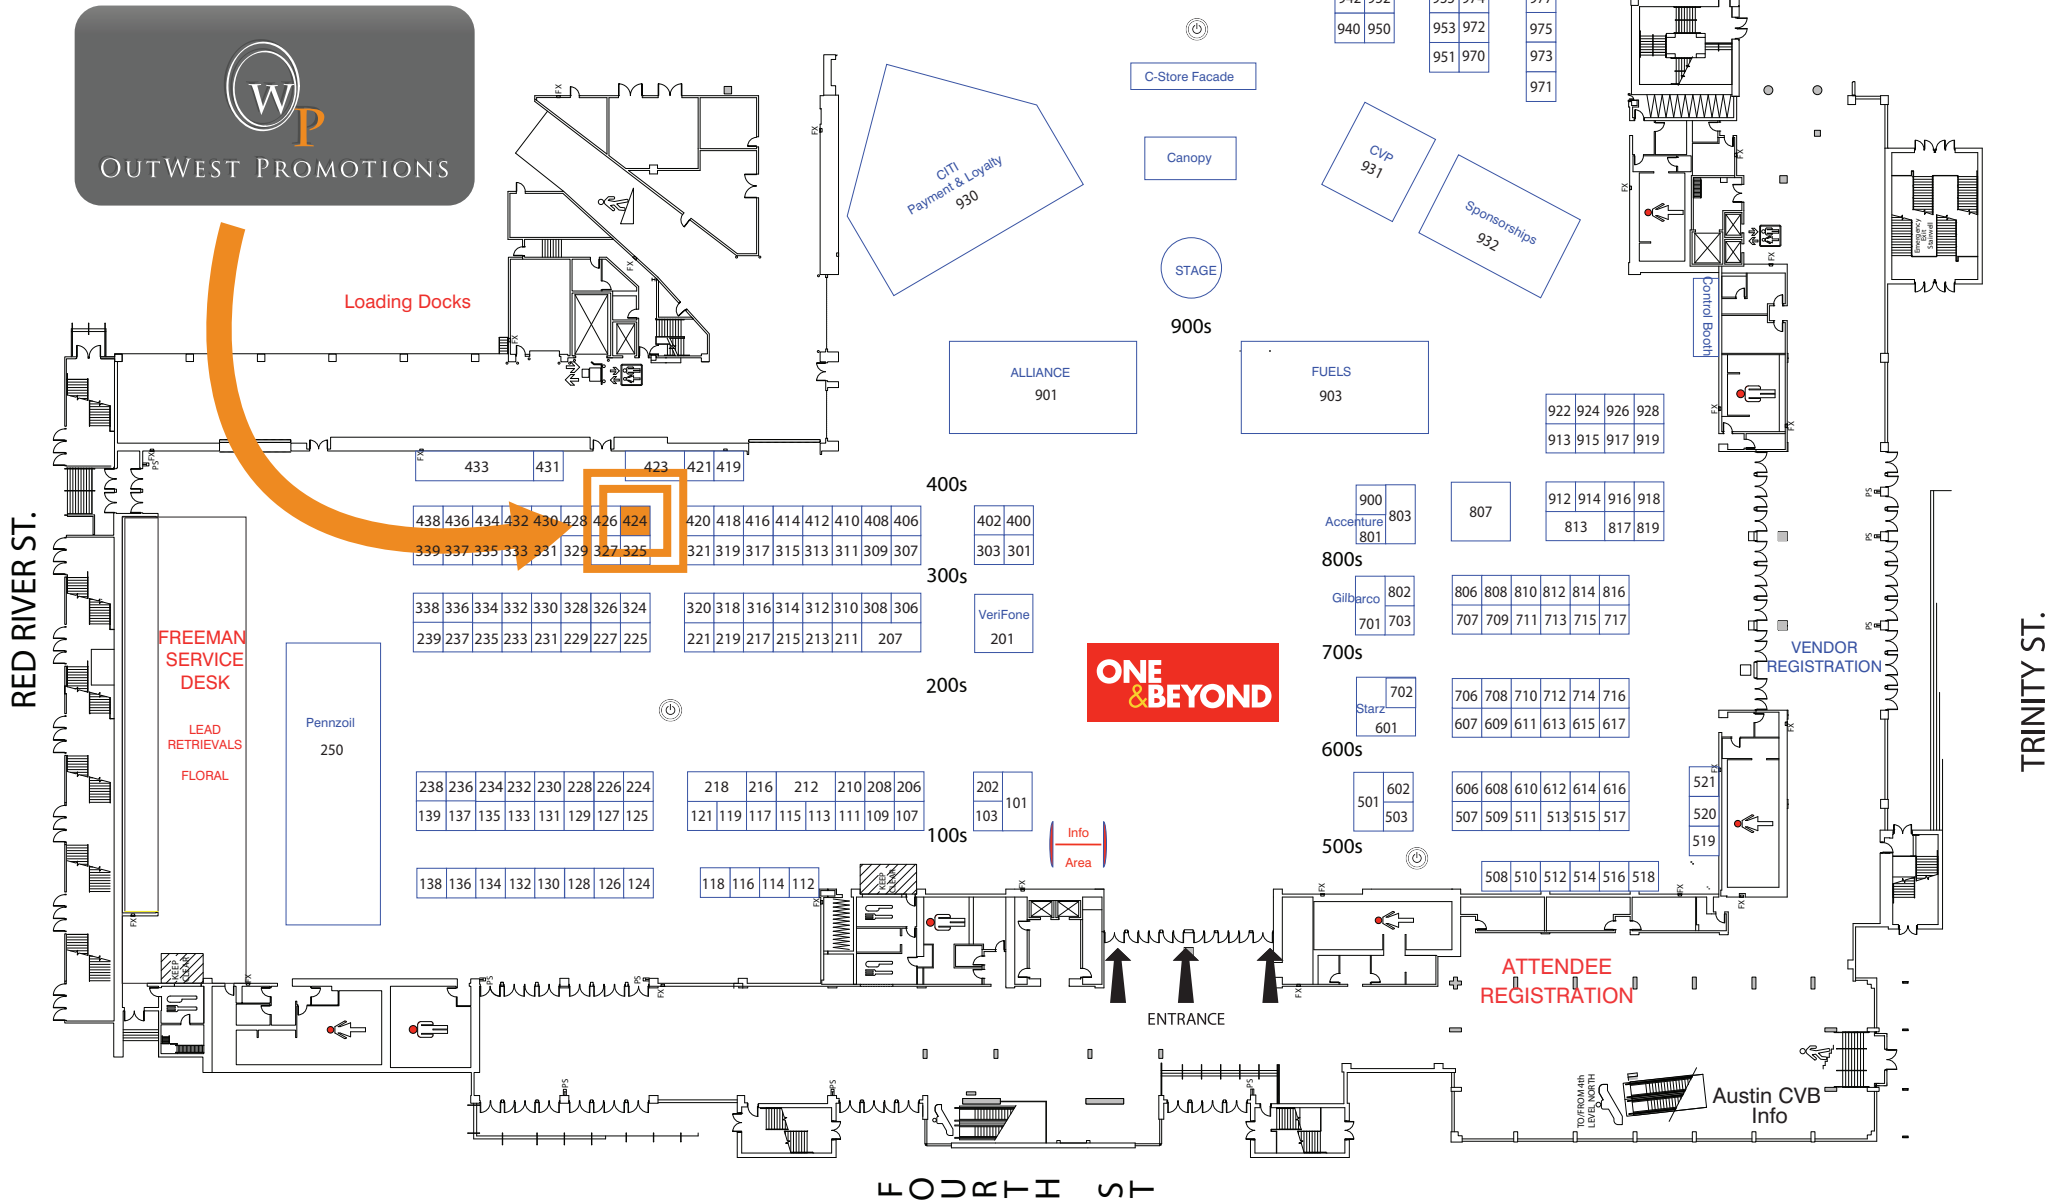 W
P
OUTWEST PROMOTIONS
940 950
953 972
951 970
975
973
971
C-Store Facade
Canopy
CITI
Payment & Loyalty
930
CVP
931
Sponsorships
932
STAGE
900s
Loading Docks
Control Booth
Emergency
Exit
Stairwell
ALLIANCE
901
FUELS
903
922 924 926 928
913 915 917 919
433 431 423 421 419
400s
438 436 434 432 430 428 426 424 420 418 416 414 412 410 408 406 402 400
339 337 335 333 331 329 327 325 321 319 317 315 313 311 309 307 303 301
300s
338 336 334 332 330 328 326 324 320 318 316 314 312 310 308 306 VeriFone
239 237 235 233 231 229 227 225 221 219 217 215 213 211 207 201
200s
900
803
Accenture
801
807
912 914 916 918
813 817 819
800s
Gilbarco
802
701 703
806 808 810 812 814 816
707 709 711 713 715 717
700s
702
Starz
601
706 708 710 712 714 716
607 609 611 613 615 617
600s
501
602
503
606 608 610 612 614 616
507 509 511 513 515 517
500s
521
520
519
508 510 512 514 516 518
RED RIVER ST.
FREEMAN
SERVICE
DESK
LEAD
RETRIEVALS
FLORAL
Pennzoil
250
ONE
&BEYOND
VENDOR
REGISTRATION
TRINITY ST.
238 236 234 232 230 228 226 224 218 216 212 210 208 206 202
101
139 137 135 133 131 129 127 125 121 119 117 115 113 111 109 107 103
100s
Info
Area
138 136 134 132 130 128 126 124 118 116 114 112
KEEP
CLEAR
KEEP
CLEAR
ENTRANCE
ATTENDEE
REGISTRATION
TO/FROM 4th
LEVEL NORTH
Austin CVB
Info
FOURTH ST